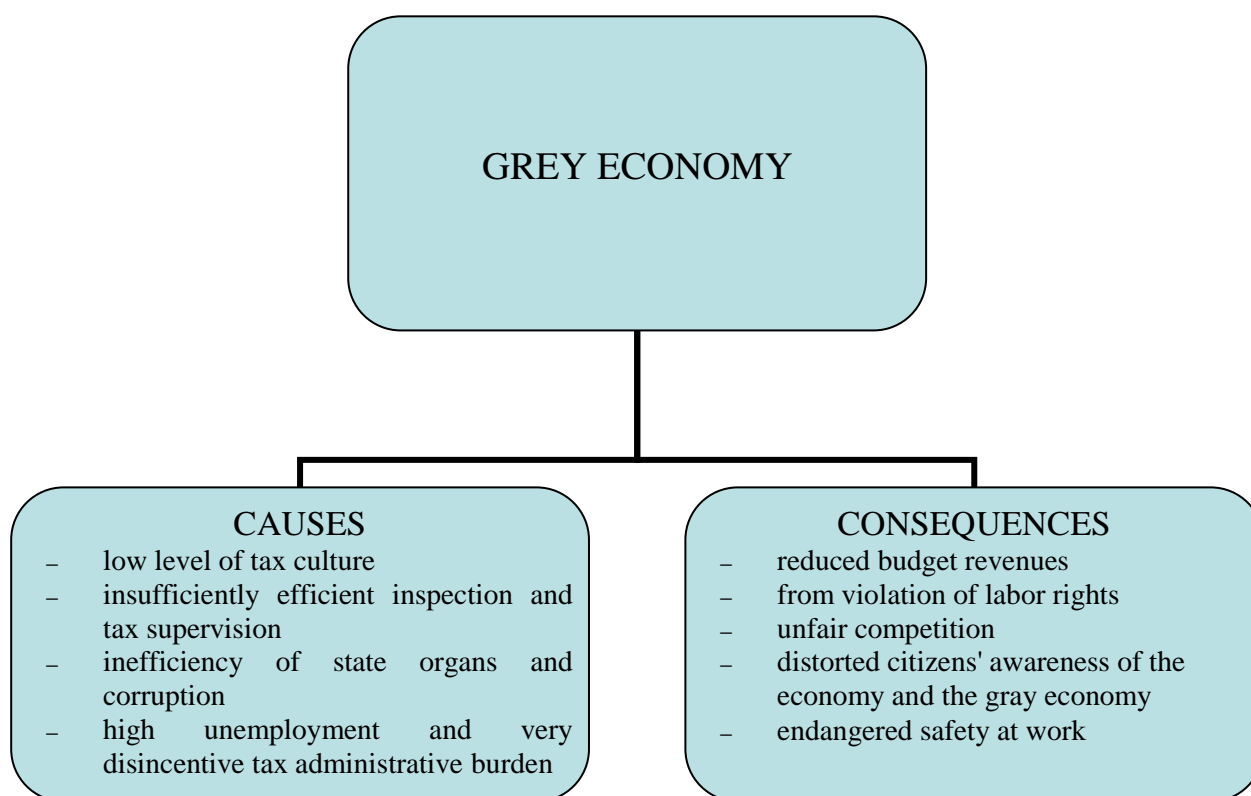 GREY ECONOMY
CAUSES
– low level of tax culture
– insufficiently efficient inspection and
tax supervision
– inefficiency of state organs and
corruption
– high unemployment and very
disincentive tax administrative burden
CONSEQUENCES
– reduced budget revenues
– from violation of labor rights
– unfair competition
– distorted citizens' awareness of the
economy and the gray economy
– endangered safety at work